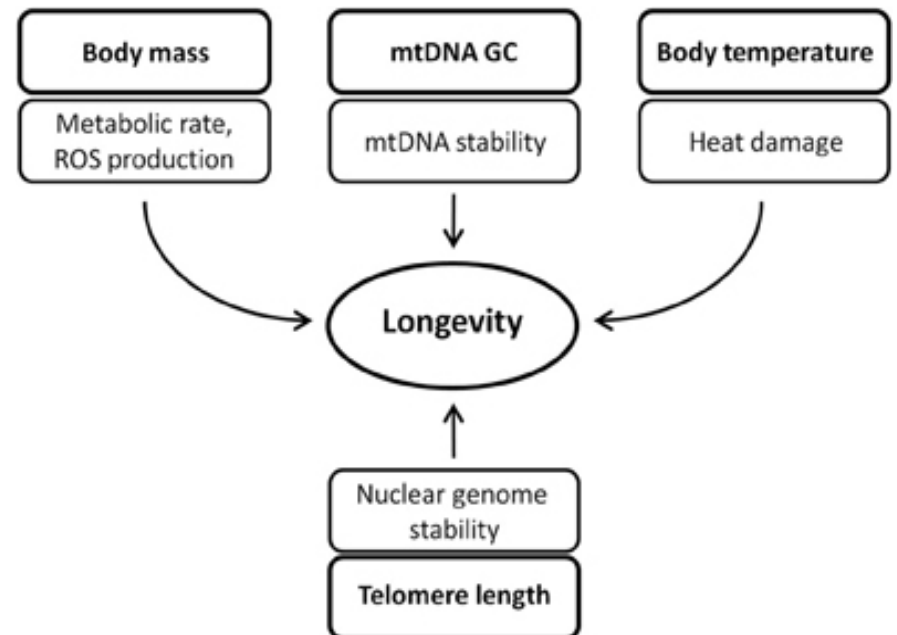 Body mass
Metabolic rate,
ROS production
mtDNA GC
mtDNA stability
Body temperature
Heat damage
Longevity
Nuclear genome
stability
Telomere length